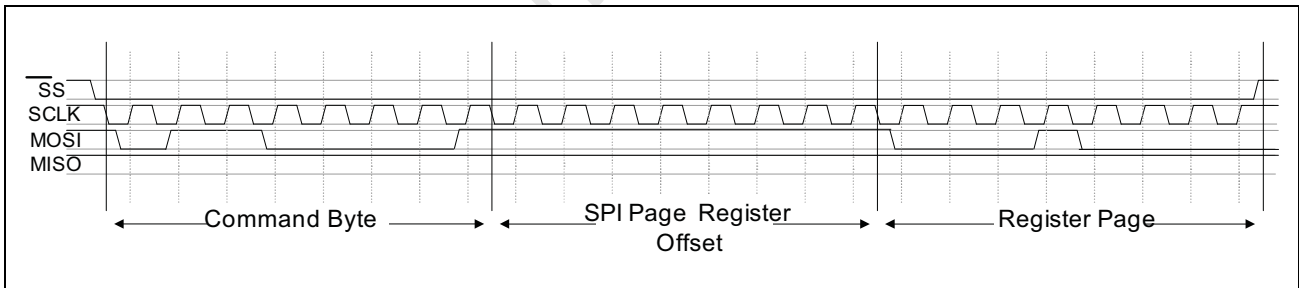 SS
SCLK
MOSI
MISO
Command Byte
SPI Page Register
Offset
Register Page